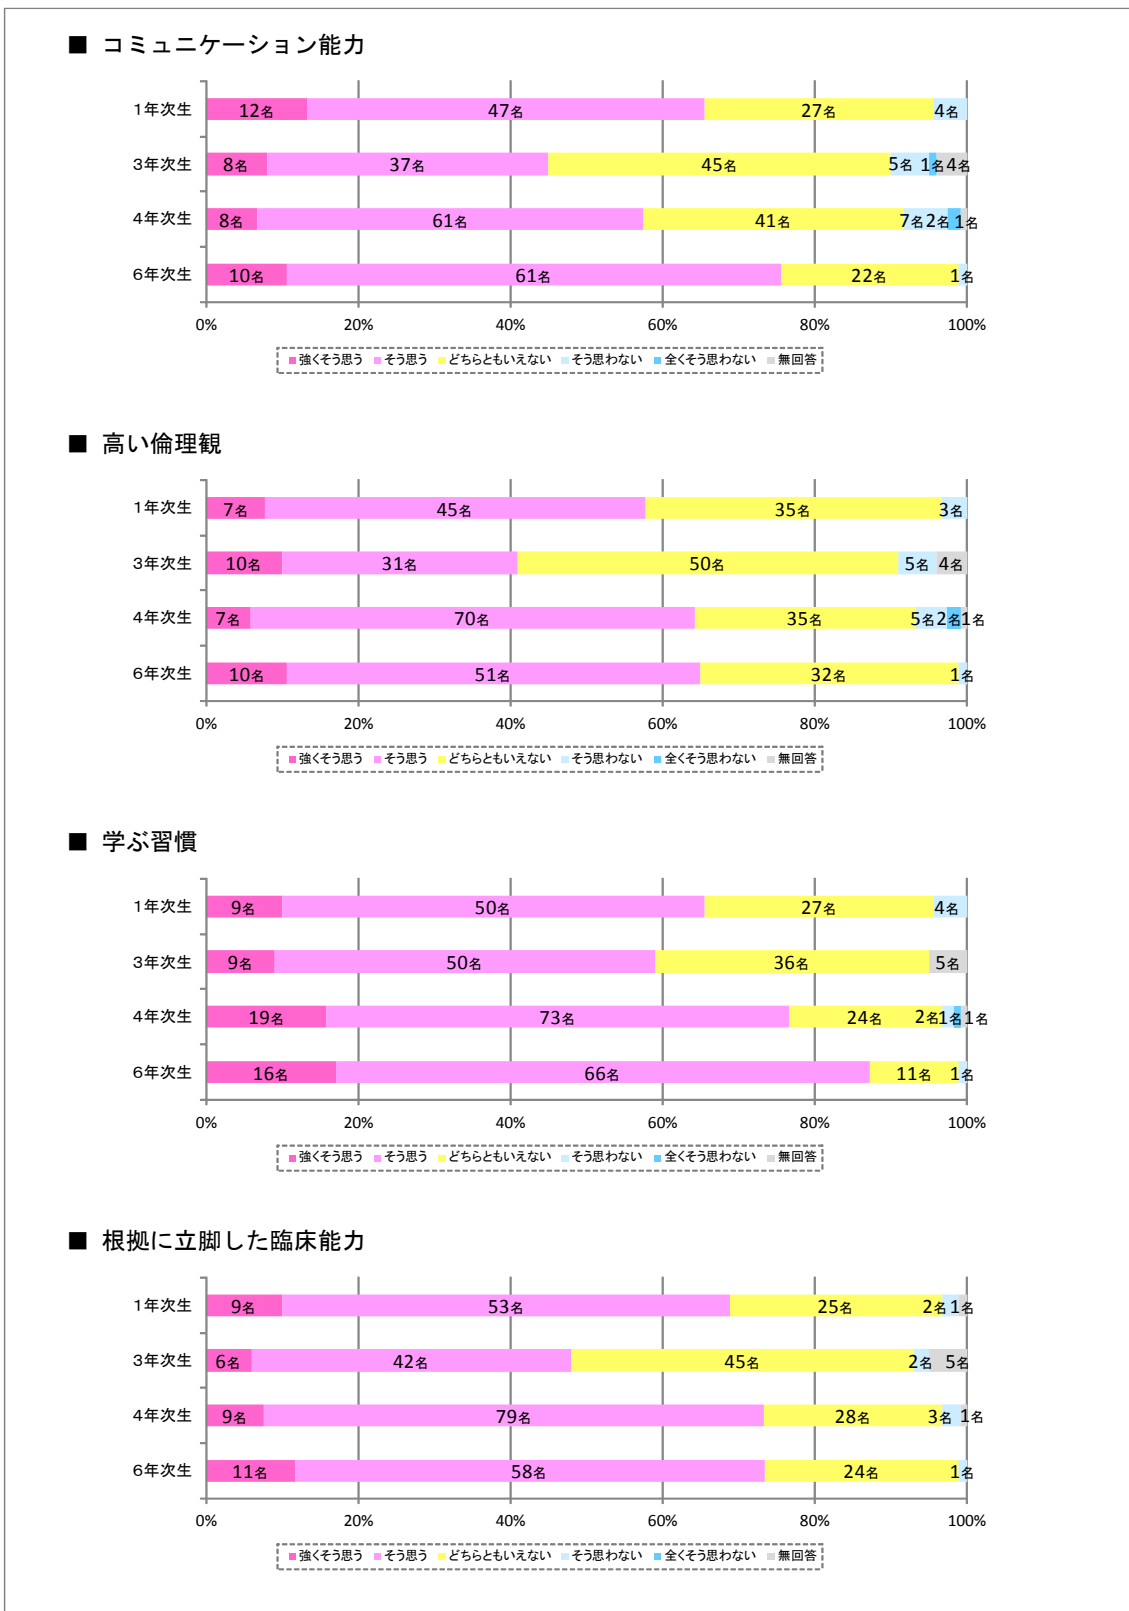 ■ コミュニケーション能力
1年次生 12名 47名 27名 4名
3年次生 8名 37名 45名 5名 1名 4名
4年次生 8名 61名 41名 7名 2名 1名
6年次生 10名 61名 22名 1名
0% 20% 40% 60% 80% 100%
強くそう思う そう思う どちらともいえない そう思わない 全くそう思わない 無回答
■ 高い倫理観
1年次生 7名 45名 35名 3名
3年次生 10名 31名 50名 5名 4名
4年次生 7名 70名 35名 5名 2名 1名
6年次生 10名 51名 32名 1名
0% 20% 40% 60% 80% 100%
強くそう思う そう思う どちらともいえない そう思わない 全くそう思わない 無回答
■ 学ぶ習慣
1年次生 9名 50名 27名 4名
3年次生 9名 50名 36名 5名
4年次生 19名 73名 24名 2名 1名 1名
6年次生 16名 66名 11名 1名
0% 20% 40% 60% 80% 100%
強くそう思う そう思う どちらともいえない そう思わない 全くそう思わない 無回答
■ 根拠に立脚した臨床能力
1年次生 9名 53名 25名 2名 1名
3年次生 6名 42名 45名 2名 5名
4年次生 9名 79名 28名 3名 1名
6年次生 11名 58名 24名 1名
0% 20% 40% 60% 80% 100%
強くそう思う そう思う どちらともいえない そう思わない 全くそう思わない 無回答